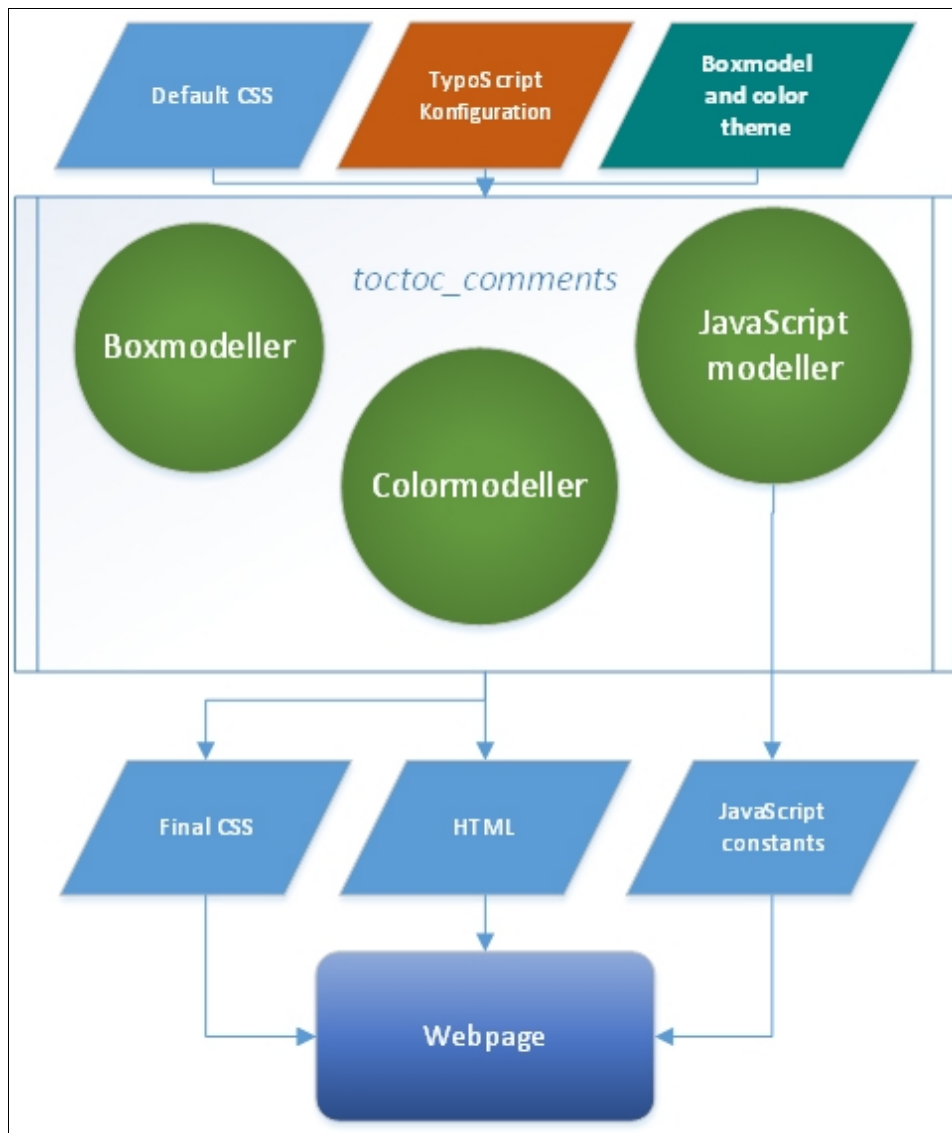 Default CSS
TypoScript
Konfiguration
Boxmodel
and color
theme
toctoc_comments
Boxmodeller
JavaScript
modeller
Colormodeller
Final CSS
HTML
JavaScript
constants
Webpage